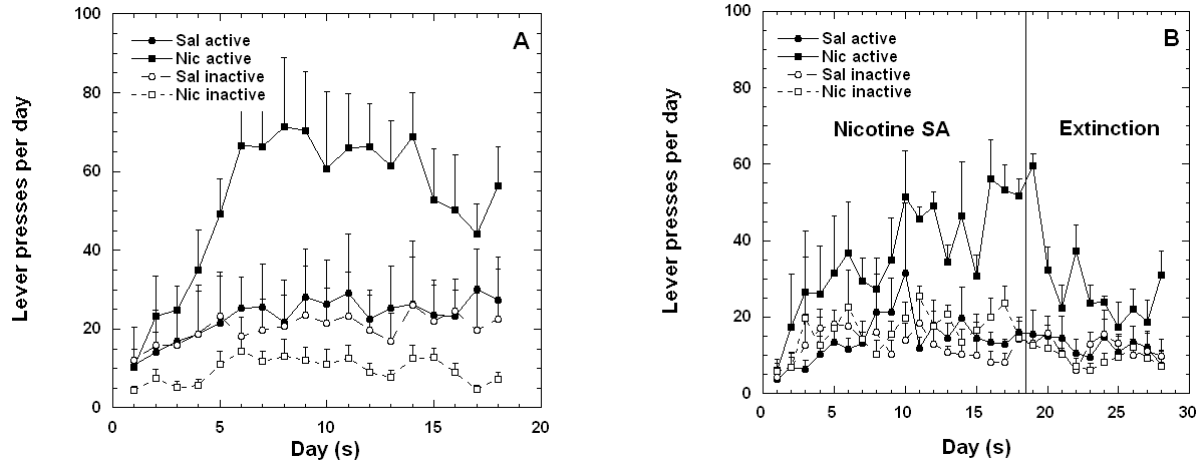 A
Sal active
Nic active
Sal inactive
Nic inactive
Lever presses per day
100
80
60
40
20
0
0
5
10
15
20
Day (s)
B
Sal active
Nic active
Sal inactive
Nic inactive
Nicotine SA
Extinction
Lever presses per day
100
80
60
40
20
0
0
5
10
15
20
25
30
Day (s)